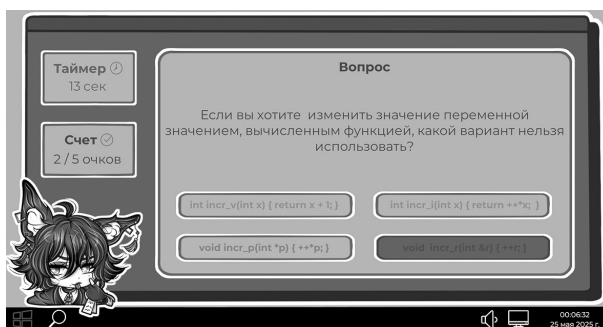 Таймер
13 сек
Счет
2 / 5 очков
Вопрос
Если вы хотите изменить значение переменной
значением, вычисленным функцией, какой вариант нельзя
использовать?
int incr_v(int x) { return x + 1; }
int incr_i(int x) { return ++*x; }
void incr_p(int *p) { ++*p; }
void incr_r(int &r) { ++r; }
00:06:32
25 мая 2025 г.